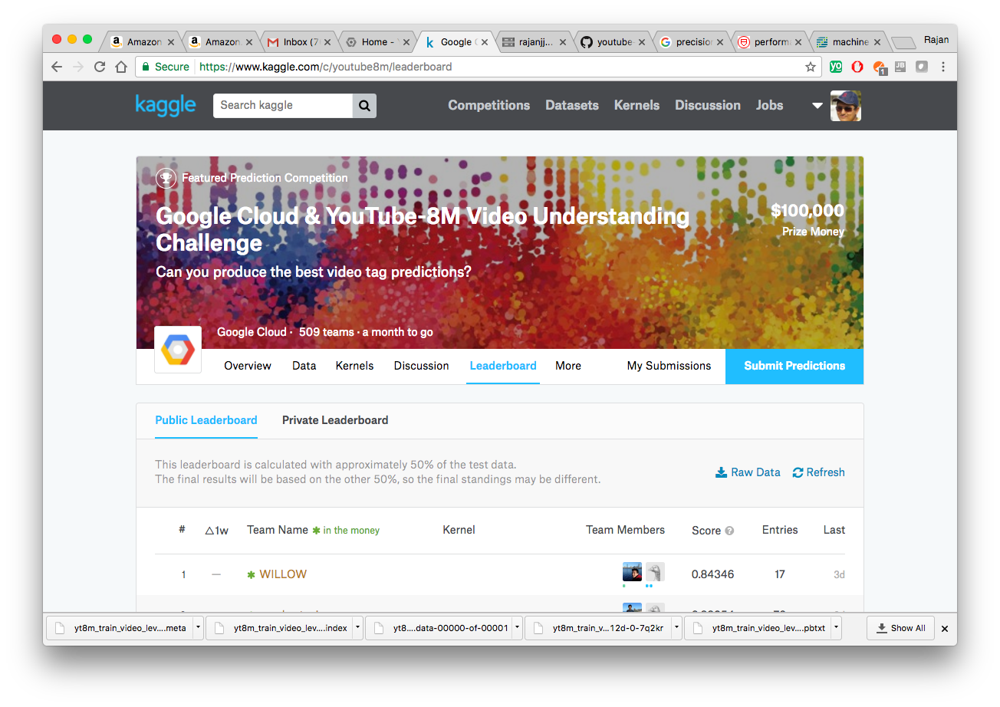 Amazon
Amazon
Inbox (7
Home -
Google
rajanjj...
youtube-
precision
perform
machine
Rajan
Secure
https://www.kaggle.com/c/youtube8m/leaderboard
kaggle
Search kaggle
Competitions
Datasets
Kernels
Discussion
Jobs
Featured Prediction Competition
Google Cloud & YouTube-8M Video Understanding
Challenge
$100,000
Prize Money
Can you produce the best video tag predictions?
Google Cloud · 509 teams · a month to go
Overview
Data
Kernels
Discussion
Leaderboard
More
My Submissions
Submit Predictions
Public Leaderboard
Private Leaderboard
This leaderboard is calculated with approximately 50% of the test data.
The final results will be based on the other 50%, so the final standings may be different.
Raw Data
Refresh
# △1w Team Name * in the money Kernel Team Members Score Entries Last
1 — * WILLOW 0.84346 17 3d
yt8m_train_video_lev....meta
yt8m_train_video_lev....index
yt8....data-00000-of-00001
yt8m_train_v...12d-0-7q2kr
yt8m_train_video_lev....pbtxt
Show All